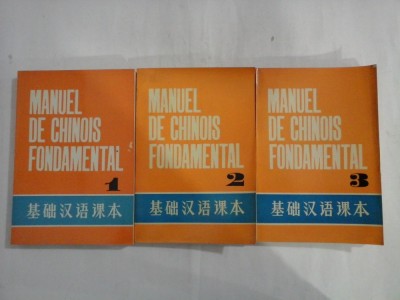 MANUEL
DE CHINOIS
FONDAMENTAL
1
基础汉语课本
MANUEL
DE CHINOIS
FONDAMENTAL
2
基础汉语课本
MANUEL
DE CHINOIS
FONDAMENTAL
3
基础汉语课本